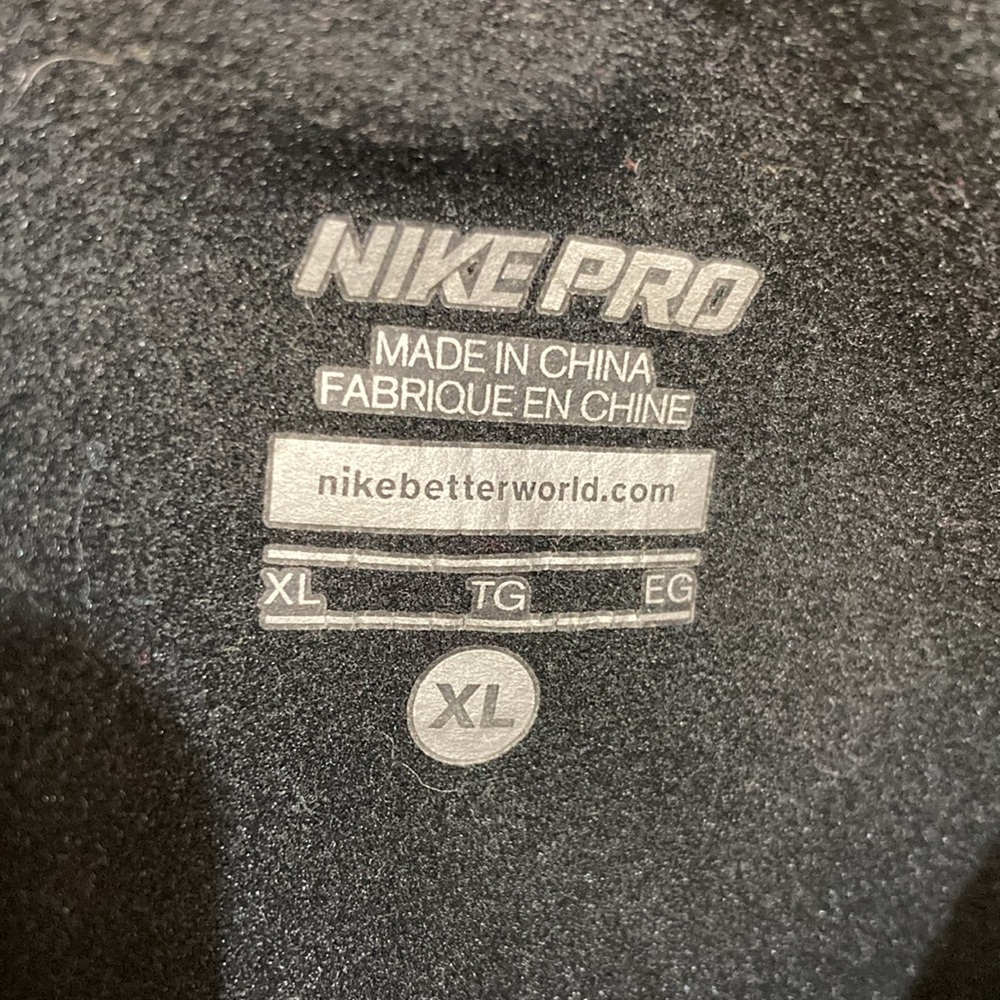 NIKE PRO
MADE IN CHINA
FABRIQUE EN CHINE
nikebetterworld.com
XL TG EG
XL